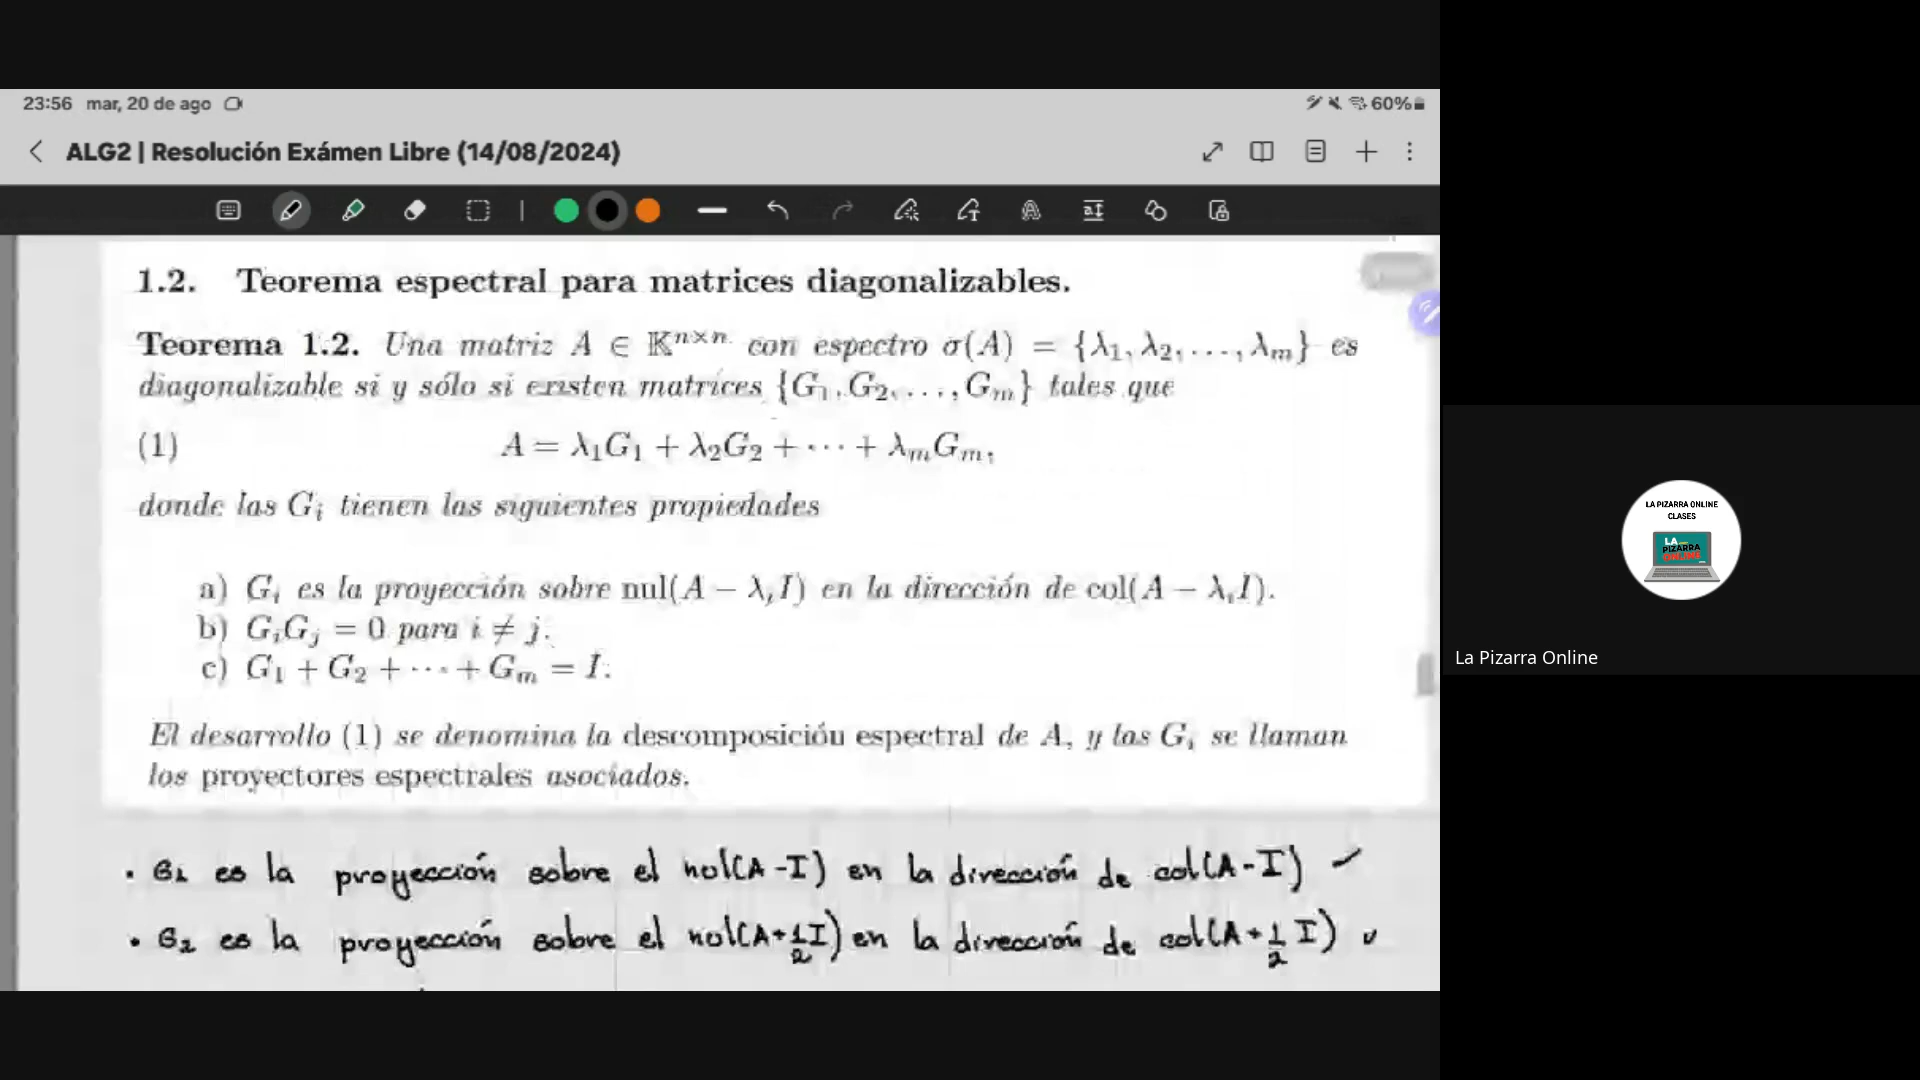 23:56 mar, 20 de ago 60%
ALG2 | Resolución Exámen Libre (14/08/2024)
1.2. Teorema espectral para matrices diagonalizables.
Teorema 1.2. Una matriz A ∈ 𝕂ⁿˣⁿ con espectro σ(A) = {λ₁, λ₂, …, λₘ} es
diagonalizable si y sólo si existen matrices {G₁, G₂, …, Gₘ} tales que
(1) A = λ₁G₁ + λ₂G₂ + ⋯ + λₘGₘ,
donde las Gᵢ tienen las siguientes propiedades
a) Gᵢ es la proyección sobre nul(A − λᵢI) en la dirección de col(A − λᵢI).
b) GᵢGⱼ = 0 para i ≠ j.
c) G₁ + G₂ + ⋯ + Gₘ = I.
El desarrollo (1) se denomina la descomposición espectral de A, y las Gᵢ se llaman
los proyectores espectrales asociados.
• G₁ es la proyección sobre el nul(A - I) en la dirección de col(A - I) ✓
• G₂ es la proyección sobre el nul(A + 1/2 I) en la dirección de col(A + 1/2 I) ✓
LA PIZARRA ONLINE
CLASES
LA
PIZARRA
ONLINE
La Pizarra Online